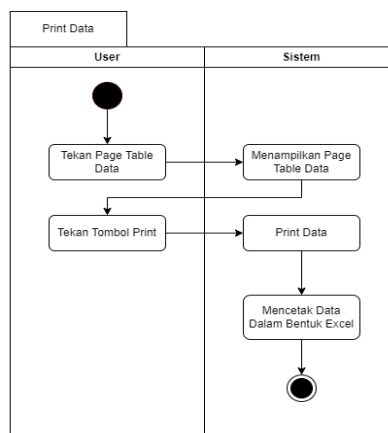 Print Data
User
Sistem
Tekan Page Table
Data
Menampilkan Page
Table Data
Tekan Tombol Print
Print Data
Mencetak Data
Dalam Bentuk Excel